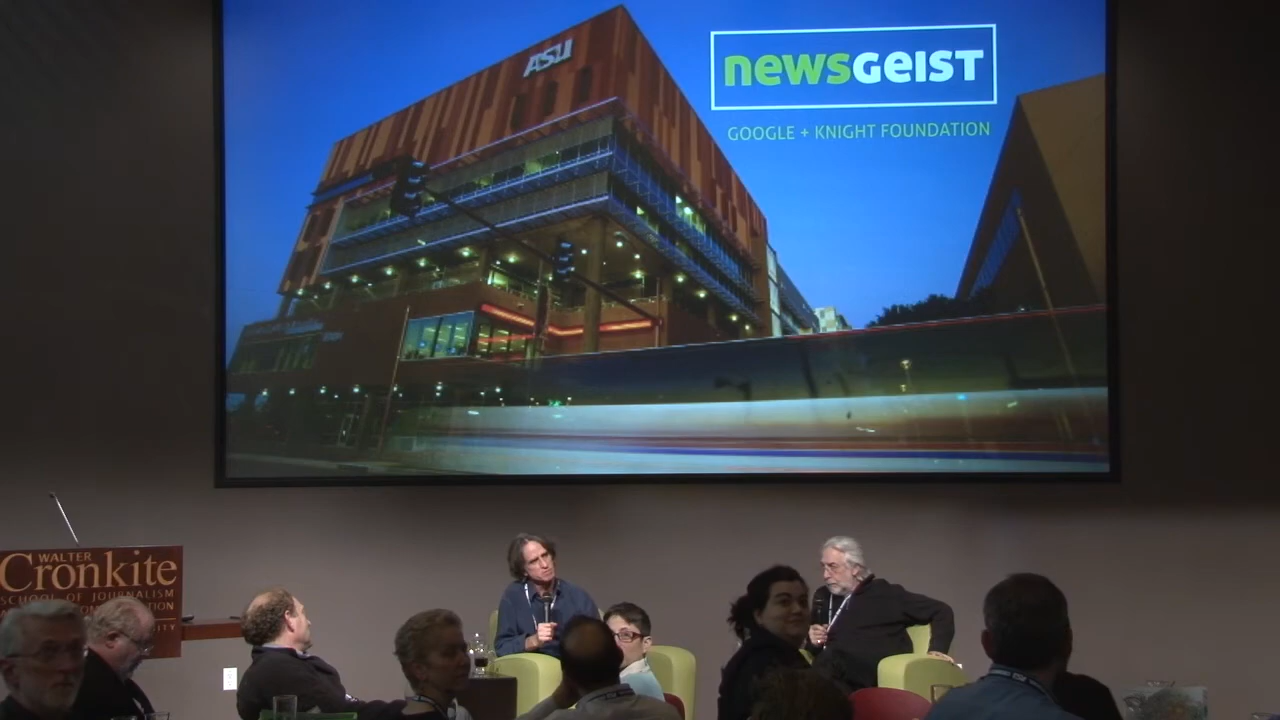 ASU
newsGEIST
GOOGLE + KNIGHT FOUNDATION
WALTER
Cronkite
SCHOOL OF JOURNALISM